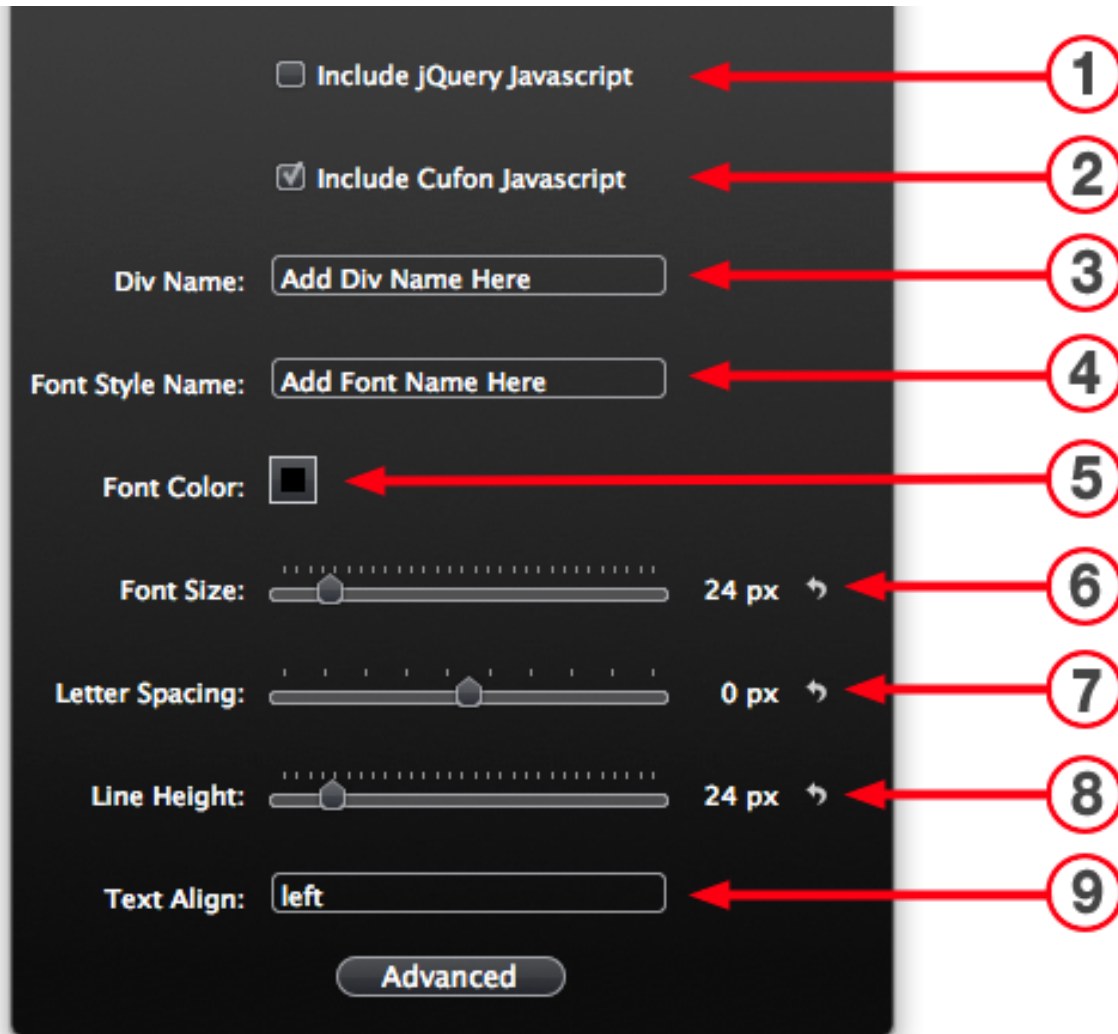 Include jQuery Javascript 1
Include Cufon Javascript 2
Div Name: Add Div Name Here 3
Font Style Name: Add Font Name Here 4
Font Color: 5
Font Size: 24 px 6
Letter Spacing: 0 px 7
Line Height: 24 px 8
Text Align: left 9
Advanced